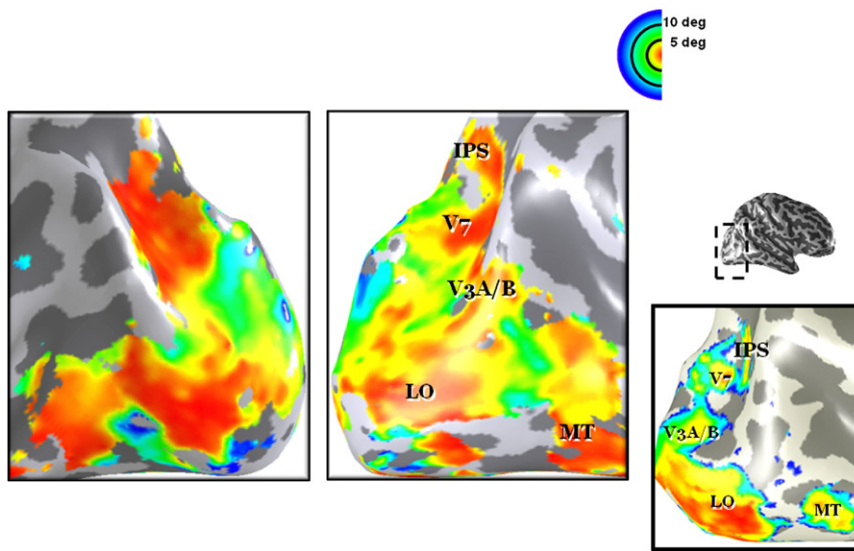 10 deg
5 deg
IPS
V7
V3A/B
LO
MT
IPS
V7
V3A/B
LO
MT